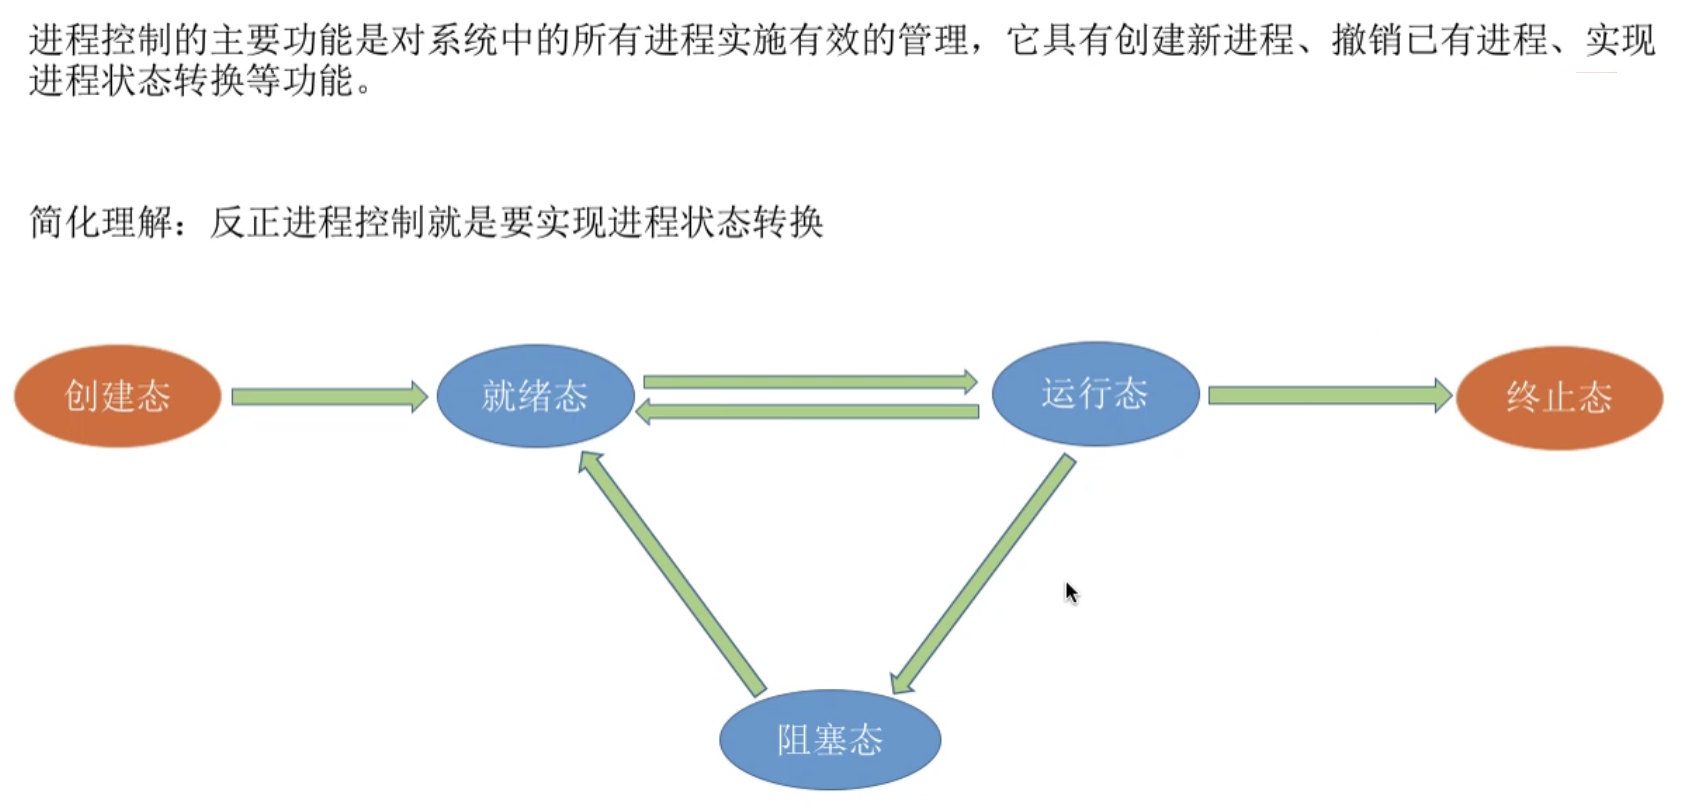 进程控制的主要功能是对系统中的所有进程实施有效的管理，它具有创建新进程、撤销已有进程、实现
进程状态转换等功能。
简化理解：反正进程控制就是要实现进程状态转换
创建态
就绪态
运行态
终止态
阻塞态